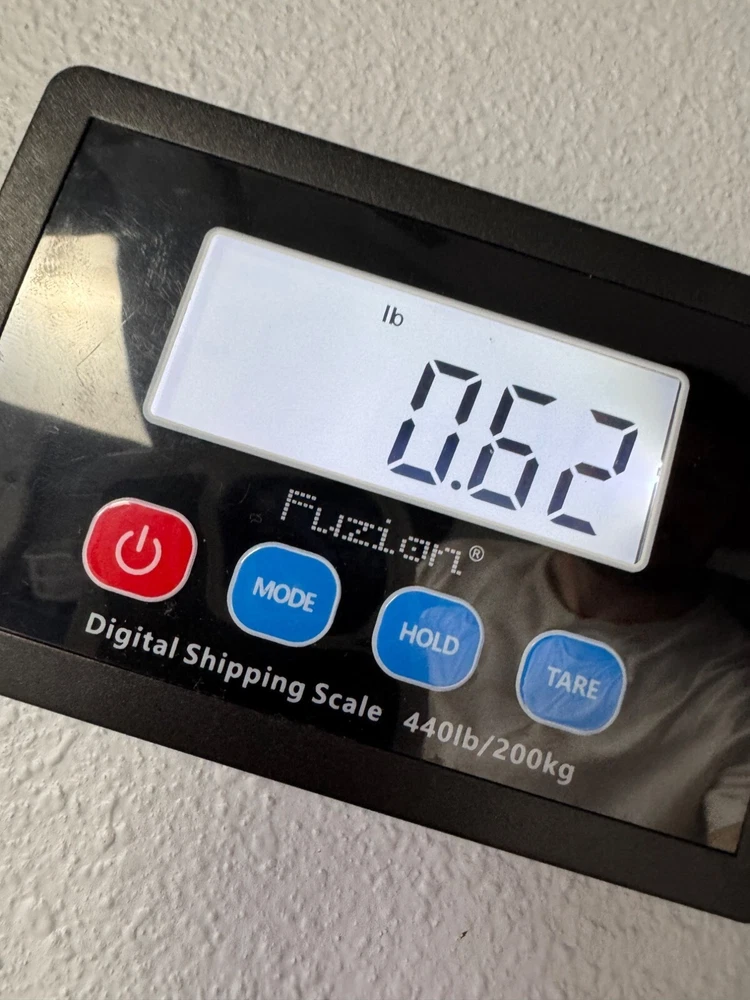 lb
0.62
Fuzion®
MODE
HOLD
TARE
Digital Shipping Scale 440lb/200kg